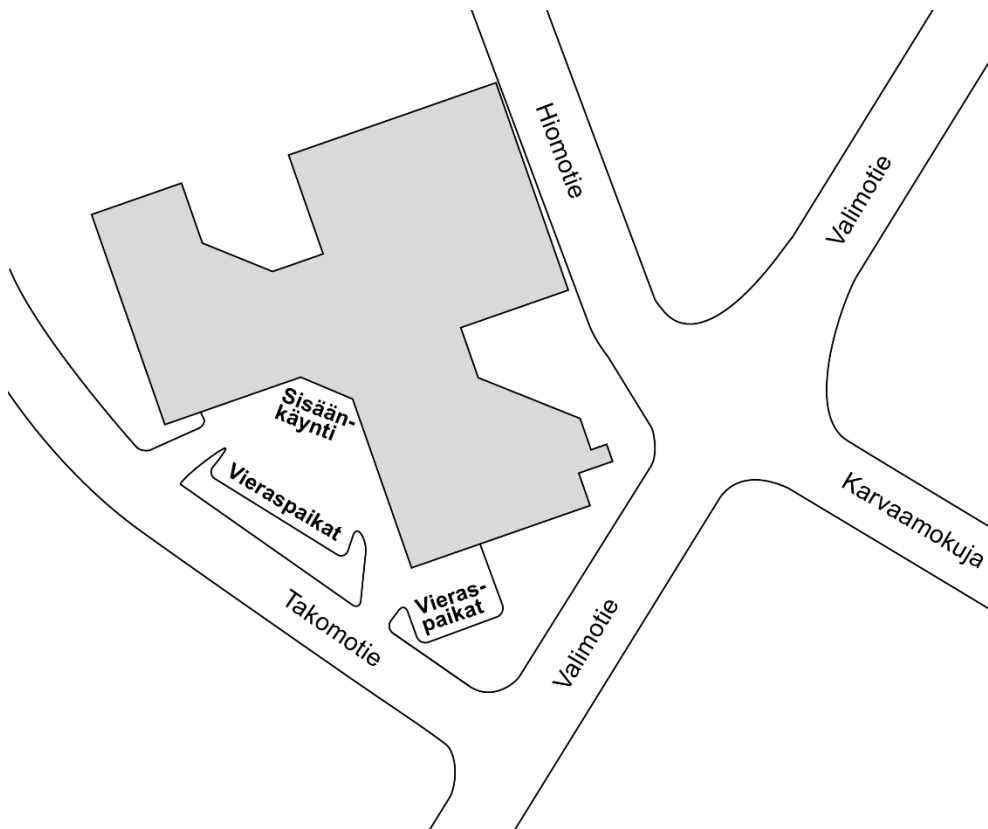 Hiomotie
Valimotie
Sisään-
käynti
Vieraspaikat
Karvaamokuja
Vieras-
paikat
Takomotie
Valimotie